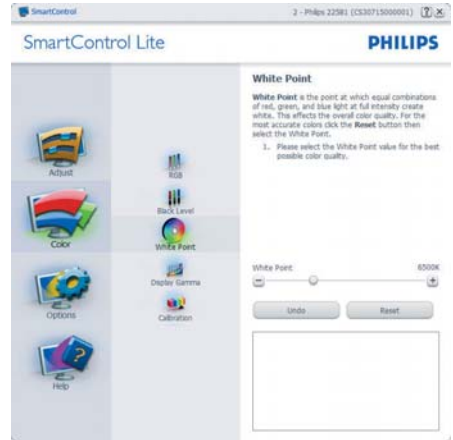 SmartControl
2 - Philips 22581 (CS30715000001)
SmartControl Lite
PHILIPS
Adjust
Color
Options
Help
RGB
Black Level
White Point
Display Gamma
Calibration
White Point
White Point is the point at which equal combinations
of red, green, and blue light at full intensity create
white. This effects the overall color quality. For the
most accurate colors click the Reset button then
select the White Point.
1. Please select the White Point value for the best
possible color quality.
White Point 6500K
Undo Reset